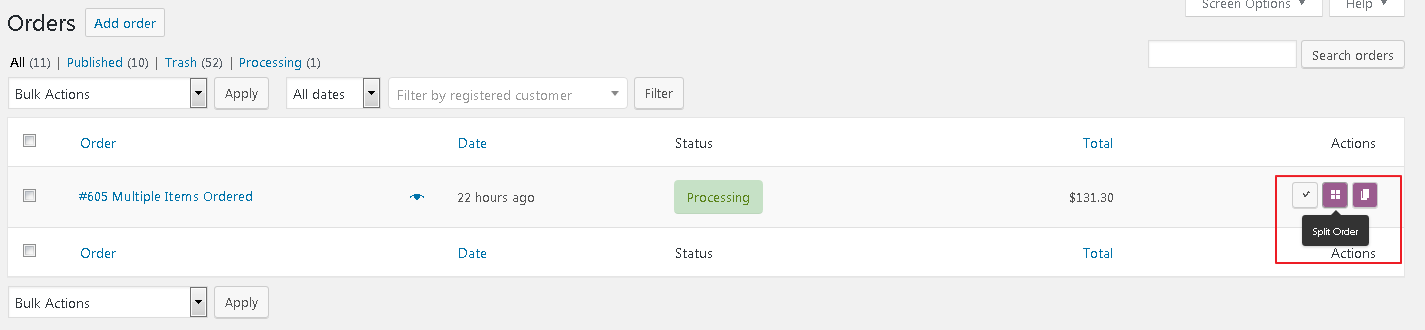 Screen Options Help
Orders Add order
All (11) | Published (10) | Trash (52) | Processing (1)
Search orders
Bulk Actions Apply All dates Filter by registered customer Filter
Order Date Status Total Actions
#605 Multiple Items Ordered 22 hours ago Processing $131.30
Split Order
Order Date Status Total Actions
Bulk Actions Apply